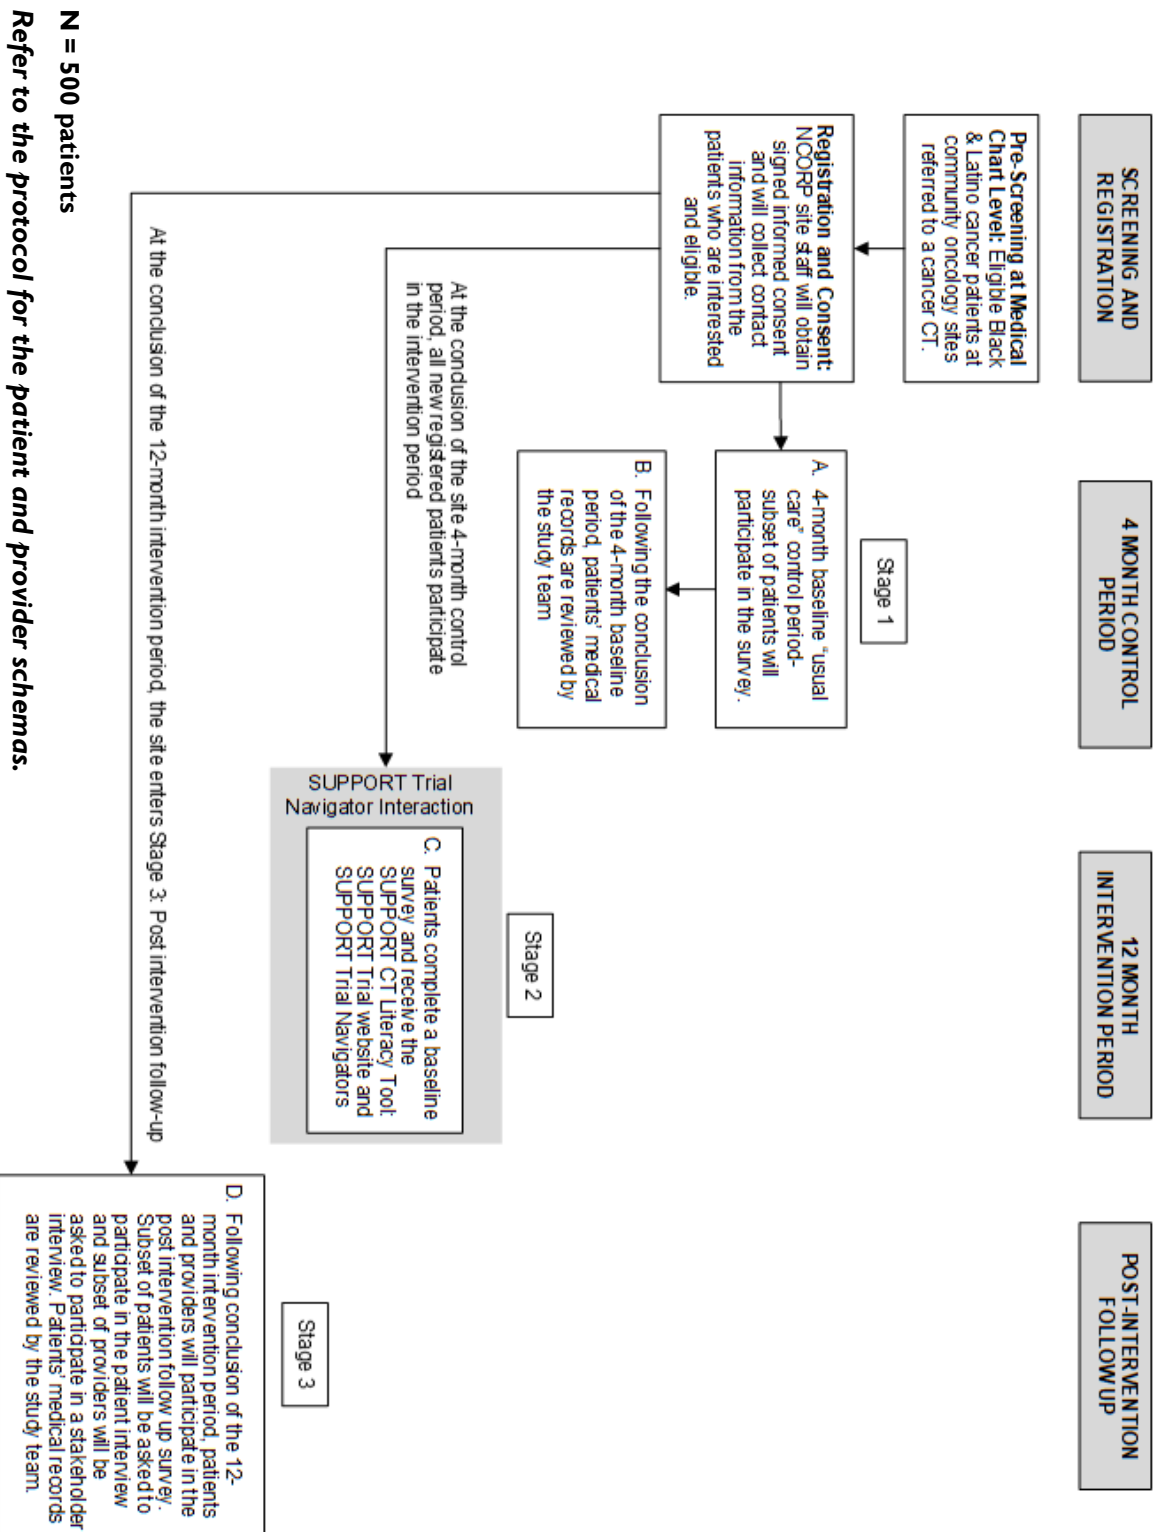 SCREENING AND
REGISTRATION
4 MONTH CONTROL
PERIOD
12 MONTH
INTERVENTION PERIOD
POST-INTERVENTION
FOLLOW UP
Pre-Screening at Medical
Chart Level: Eligible Black
& Latino cancer patients at
community oncology sites
referred to a cancer CT.
Registration and Consent:
NCORP site staff will obtain
signed informed consent
and will collect contact
information from the
patients who are interested
and eligible.
Stage 1
A. 4-month baseline “usual
care” control period-
subset of patients will
participate in the survey.
B. Following the conclusion
of the 4-month baseline
period, patients’ medical
records are reviewed by
the study team
At the conclusion of the site 4-month control
period, all new registered patients participate
in the intervention period
Stage 2
SUPPORT Trial
Navigator Interaction
C. Patients complete a baseline
survey and receive the
SUPPORT CT Literacy Tool:
SUPPORT Trial website and
SUPPORT Trial Navigators
Stage 3
D. Following conclusion of the 12-
month intervention period, patients
and providers will participate in the
post intervention follow up survey.
Subset of patients will be asked to
participate in the patient interview
and subset of providers will be
asked to participate in a stakeholder
interview. Patients’ medical records
are reviewed by the study team.
At the conclusion of the 12-month intervention period, the site enters Stage 3: Post intervention follow-up
N = 500 patients
Refer to the protocol for the patient and provider schemas.